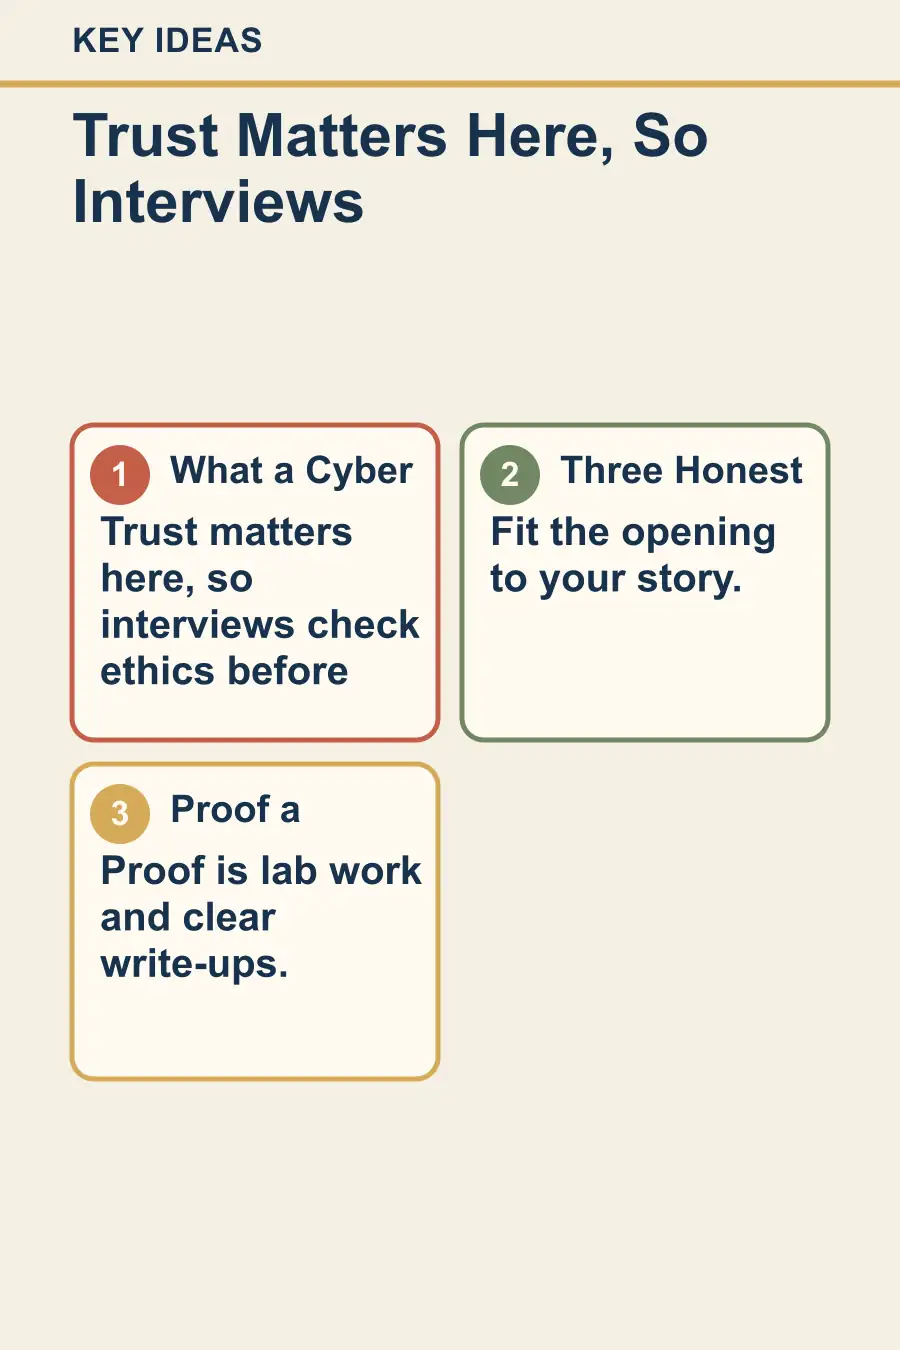 KEY IDEAS
Trust Matters Here, So
Interviews
1 What a Cyber
Trust matters
here, so
interviews check
ethics before
2 Three Honest
Fit the opening
to your story.
3 Proof a
Proof is lab work
and clear
write-ups.